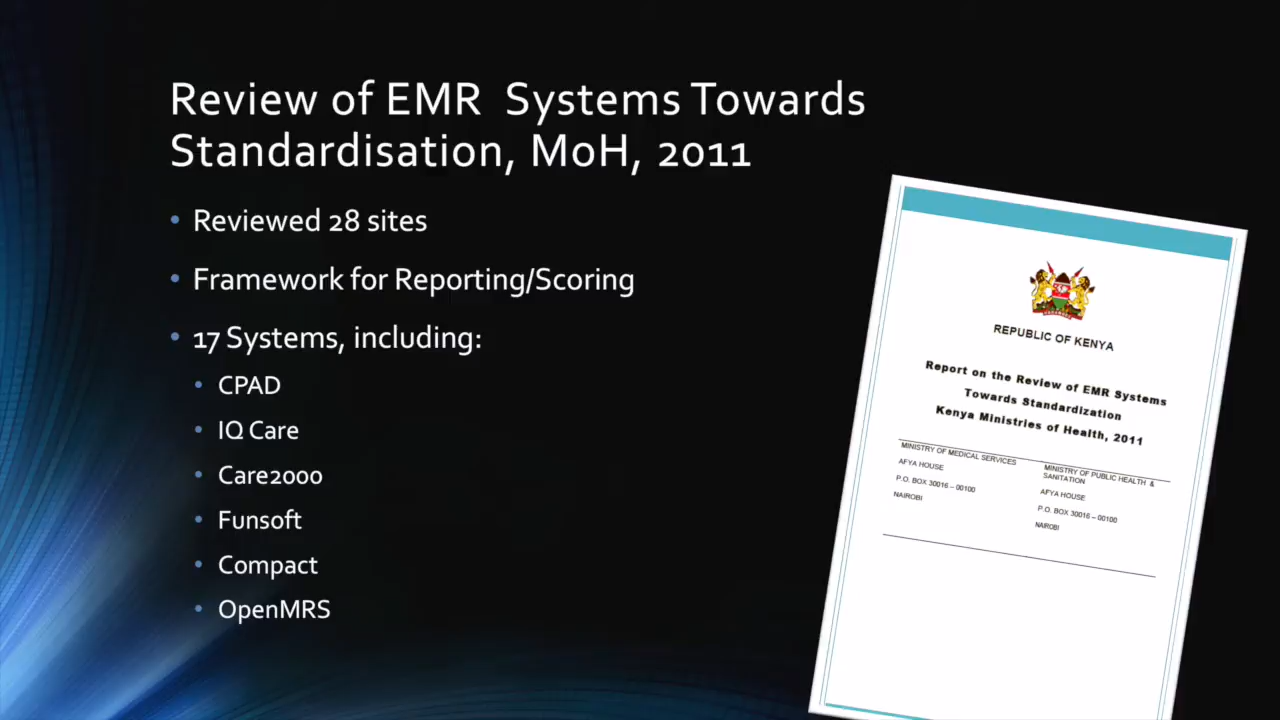 Review of EMR  Systems Towards
Standardisation, MoH, 2011
• Reviewed 28 sites
• Framework for Reporting/Scoring
• 17 Systems, including:
• CPAD
• IQ Care
• Care2000
• Funsoft
• Compact
• OpenMRS
REPUBLIC OF KENYA
Report on the Review of EMR Systems
Towards Standardization
Kenya Ministries of Health, 2011
MINISTRY OF MEDICAL SERVICES
AFYA HOUSE
P.O. BOX 30016 – 00100
NAIROBI
MINISTRY OF PUBLIC HEALTH &
SANITATION
AFYA HOUSE
P.O. BOX 30016 – 00100
NAIROBI